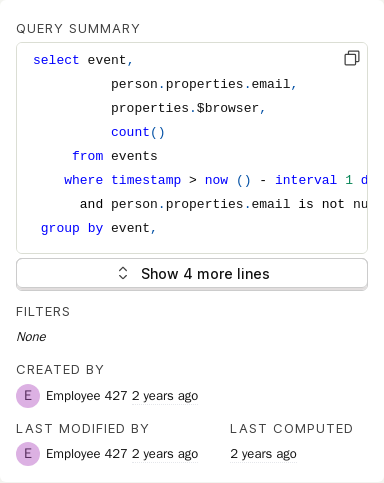 QUERY SUMMARY
select event,
person.properties.email,
properties.$browser,
count()
from events
where timestamp > now () - interval 1
and person.properties.email is not
group by event,
Show 4 more lines
FILTERS
None
CREATED BY
E Employee 427 2 years ago
LAST MODIFIED BY LAST COMPUTED
E Employee 427 2 years ago 2 years ago